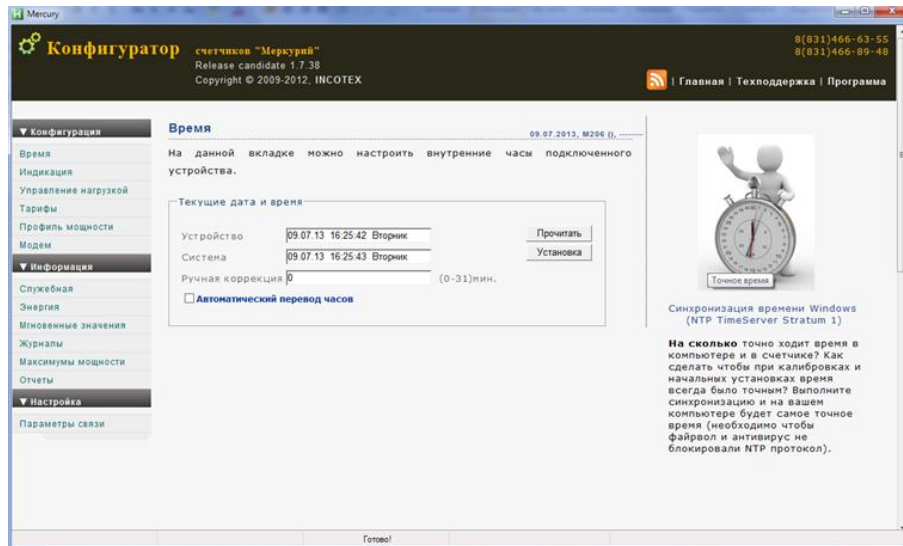 Mercury
Конфигуратор счетчиков "Меркурий"
Release candidate 1.7.38
Copyright © 2009-2012, INCOTEX
8(831)466-63-55
8(831)466-89-48
| Главная | Техподдержка | Программа
▼ Конфигурация
Время
Индикация
Управление нагрузкой
Тарифы
Профиль мощности
Модем
▼ Информация
Служебная
Энергия
Мгновенные значения
Журналы
Максимумы мощности
Отчеты
▼ Настройка
Параметры связи
Время
09.07.2013, М206 (), --------
На данной вкладке можно настроить внутренние часы подключенного
устройства.
Текущие дата и время
Устройство 09.07.13 16:25:42 Вторник Прочитать
Система 09.07.13 16:25:43 Вторник Установка
Ручная коррекция 0 (0-31)мин.
Автоматический перевод часов
Точное время
Синхронизация времени Windows
(NTP TimeServer Stratum 1)
На сколько точно ходит время в
компьютере и в счетчике? Как
сделать чтобы при калибровках и
начальных установках время
всегда было точным? Выполните
синхронизацию и на вашем
компьютере будет самое точное
время (необходимо чтобы
файрвол и антивирус не
блокировали NTP протокол).
Готово!